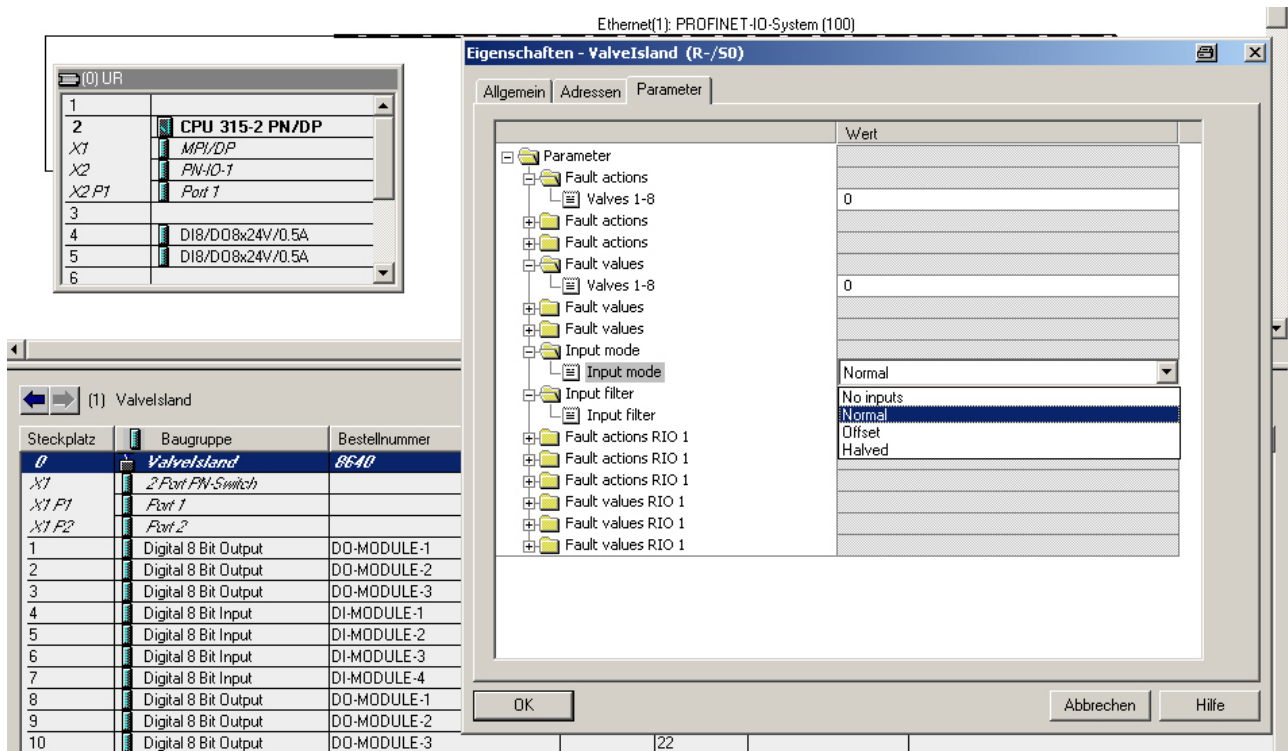 Ethernet(1): PROFINET-IO-System (100)
(0) UR
1
2 CPU 315-2 PN/DP
X1 MPI/DP
X2 PN-IO-1
X2 P1 Port 1
3
4 DI8/DO8x24V/0.5A
5 DI8/DO8x24V/0.5A
6
Eigenschaften - ValveIsland (R-/S0)
Allgemein Adressen Parameter
Wert
Parameter
Fault actions
Valves 1-8 0
Fault actions
Fault actions
Fault values
Valves 1-8 0
Fault values
Fault values
Input mode
Input mode Normal
Input filter
Input filter
Fault actions RIO 1
Fault actions RIO 1
Fault actions RIO 1
Fault values RIO 1
Fault values RIO 1
Fault values RIO 1
No inputs
Normal
Offset
Halved
OK Abbrechen Hilfe
(1) ValveIsland
Steckplatz Baugruppe Bestellnummer
0 ValveIsland 8640
X1 2 Port PN-Switch
X1 P1 Port 1
X1 P2 Port 2
1 Digital 8 Bit Output DO-MODULE-1
2 Digital 8 Bit Output DO-MODULE-2
3 Digital 8 Bit Output DO-MODULE-3
4 Digital 8 Bit Input DI-MODULE-1
5 Digital 8 Bit Input DI-MODULE-2
6 Digital 8 Bit Input DI-MODULE-3
7 Digital 8 Bit Input DI-MODULE-4
8 Digital 8 Bit Output DO-MODULE-1
9 Digital 8 Bit Output DO-MODULE-2
10 Digital 8 Bit Output DO-MODULE-3 22